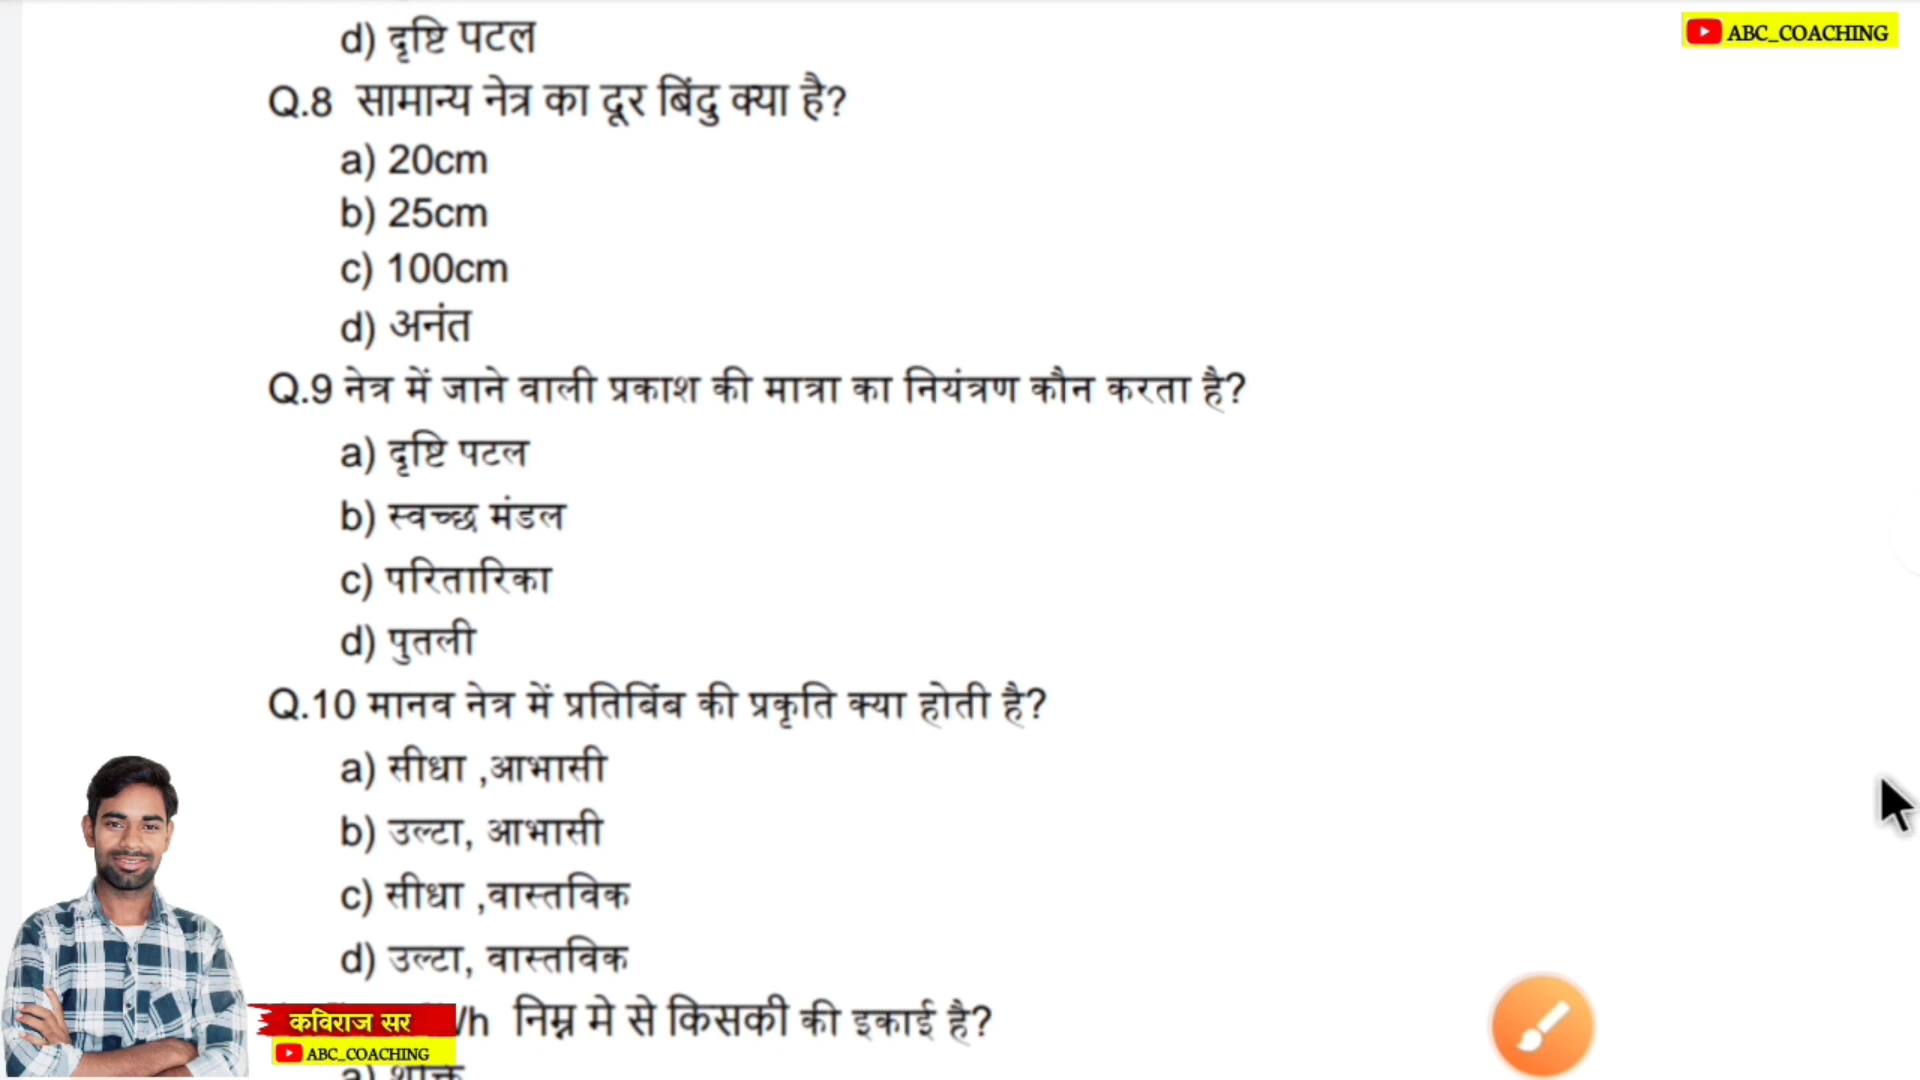 d) दृष्टि पटल
ABC_COACHING
Q.8 सामान्य नेत्र का दूर बिंदु क्या है?
a) 20cm
b) 25cm
c) 100cm
d) अनंत
Q.9 नेत्र में जाने वाली प्रकाश की मात्रा का नियंत्रण कौन करता है?
a) दृष्टि पटल
b) स्वच्छ मंडल
c) परितारिका
d) पुतली
Q.10 मानव नेत्र में प्रतिबिंब की प्रकृति क्या होती है?
a) सीधा ,आभासी
b) उल्टा, आभासी
c) सीधा ,वास्तविक
d) उल्टा, वास्तविक
निम्न मे से किसकी की इकाई है?
कविराज सर
ABC_COACHING